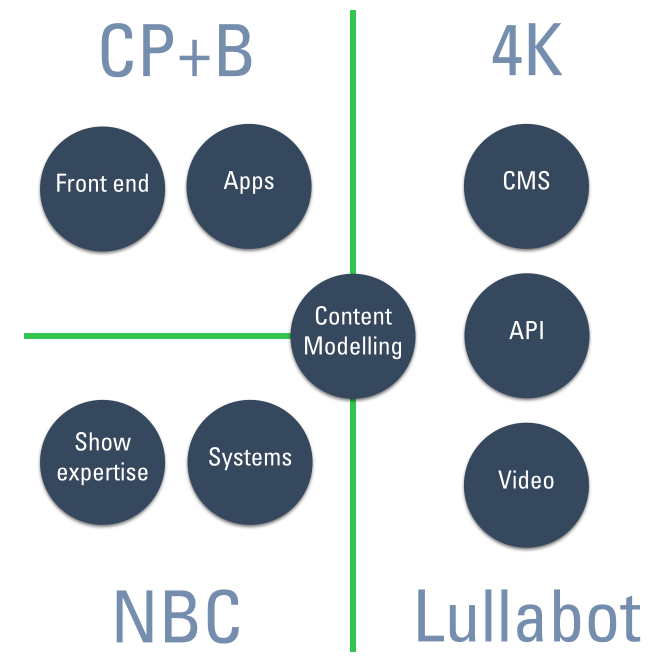 CP+B
4K
Front end
Apps
CMS
Content
Modelling
API
Show
expertise
Systems
Video
NBC
Lullabot